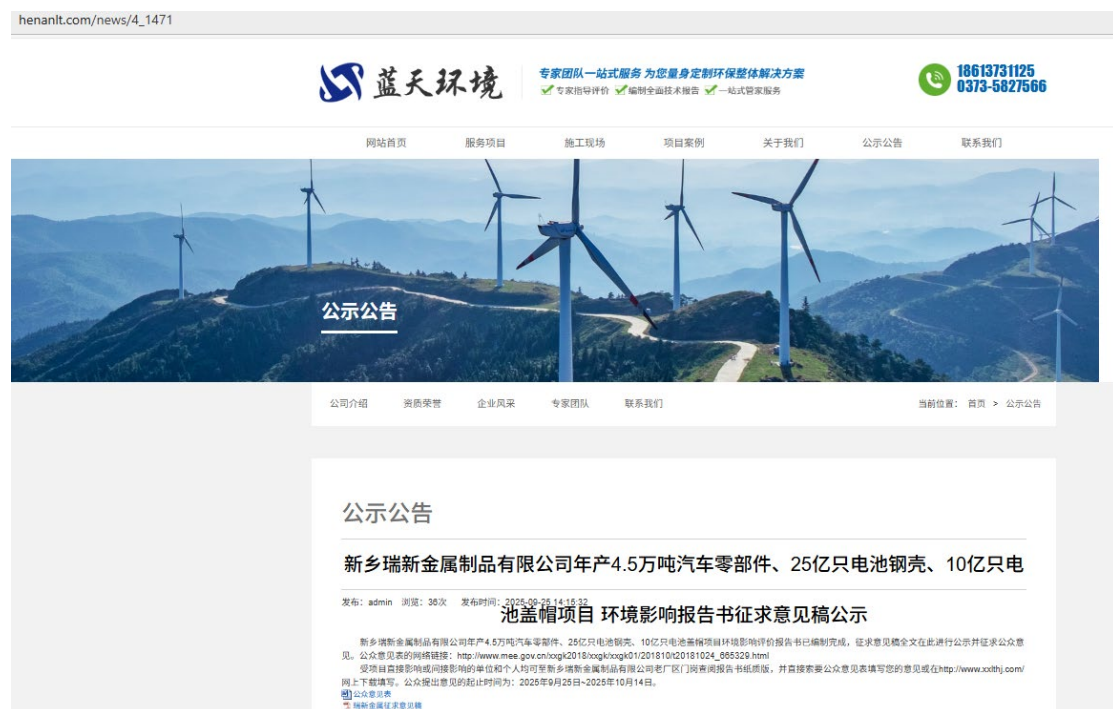 henanlt.com/news/4_1471
蓝天环境
专家团队一站式服务 为您量身定制环保整体解决方案
专家指导评价 编制全面技术报告 一站式管家服务
18613731125
0373-5827566
网站首页 服务项目 施工现场 项目案例 关于我们 公示公告 联系我们
公示公告
公司介绍 资质荣誉 企业风采 专家团队 联系我们 当前位置: 首页 > 公示公告
公示公告
新乡瑞新金属制品有限公司年产4.5万吨汽车零部件、25亿只电池钢壳、10亿只电
发布: admin 浏览: 36次 发布时间: 2025-09-25 14:15:32
池盖帽项目 环境影响报告书征求意见稿公示
新乡瑞新金属制品有限公司年产4.5万吨汽车零部件、25亿只电池钢壳、10亿只电池盖帽项目环境影响评价报告书已编制完成，征求意见稿全文在此进行公示并征求公众意
见。公众意见表的网络链接：http://www.mee.gov.cn/xxgk2018/xxgk/xxgk01/201810/t20181024_665329.html
受项目直接影响或间接影响的单位和个人均可至新乡瑞新金属制品有限公司老厂区门岗查阅报告书纸质版，并直接索要公众意见表填写您的意见或在http://www.xxlthj.com/
网上下载填写。公众提出意见的起止时间为：2025年9月25日~2025年10月14日。
公众意见表
瑞新金属征求意见稿